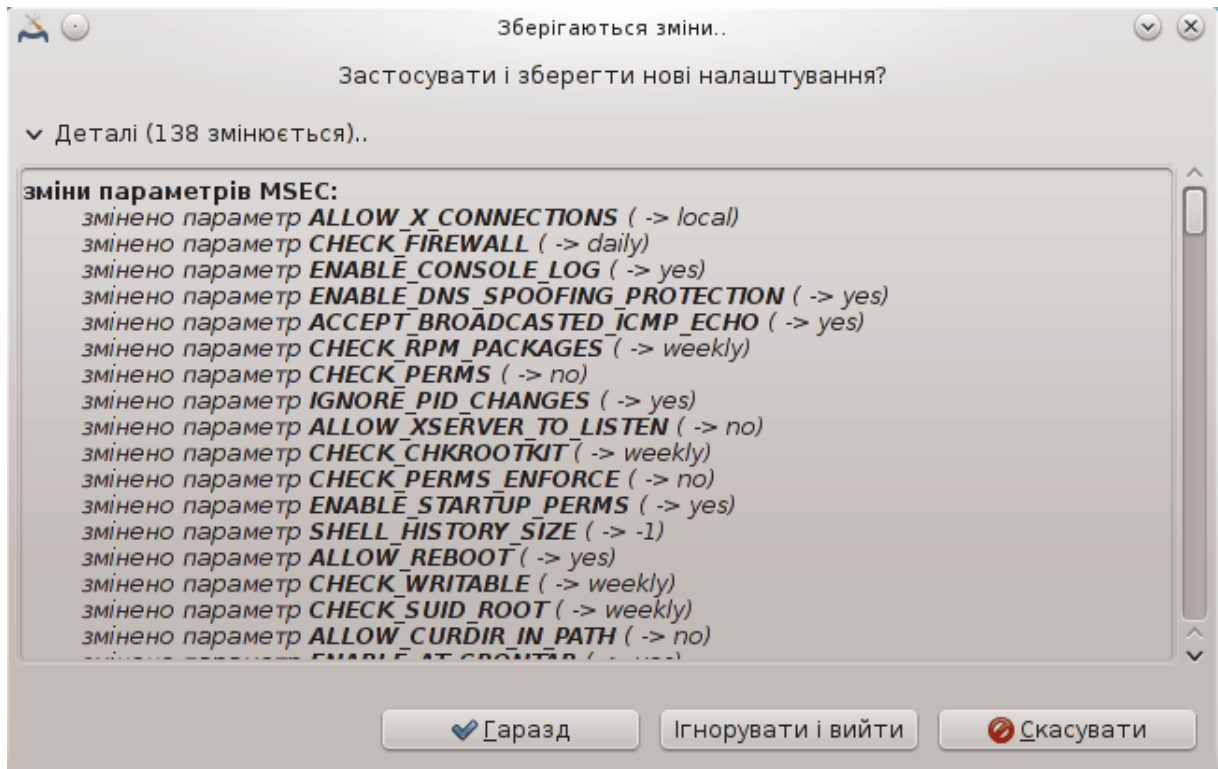 Зберігаються зміни..
Застосувати і зберегти нові налаштування?
Деталі (138 змінюється)..
зміни параметрів MSEC:
змінено параметр ALLOW_X_CONNECTIONS ( -> local)
змінено параметр CHECK_FIREWALL ( -> daily)
змінено параметр ENABLE_CONSOLE_LOG ( -> yes)
змінено параметр ENABLE_DNS_SPOOFING_PROTECTION ( -> yes)
змінено параметр ACCEPT_BROADCASTED_ICMP_ECHO ( -> yes)
змінено параметр CHECK_RPM_PACKAGES ( -> weekly)
змінено параметр CHECK_PERMS ( -> no)
змінено параметр IGNORE_PID_CHANGES ( -> yes)
змінено параметр ALLOW_XSERVER_TO_LISTEN ( -> no)
змінено параметр CHECK_CHKROOTKIT ( -> weekly)
змінено параметр CHECK_PERMS_ENFORCE ( -> no)
змінено параметр ENABLE_STARTUP_PERMS ( -> yes)
змінено параметр SHELL_HISTORY_SIZE ( -> -1)
змінено параметр ALLOW_REBOOT ( -> yes)
змінено параметр CHECK_WRITABLE ( -> weekly)
змінено параметр CHECK_SUID_ROOT ( -> weekly)
змінено параметр ALLOW_CURDIR_IN_PATH ( -> no)
Гаразд
Ігнорувати і вийти
Скасувати